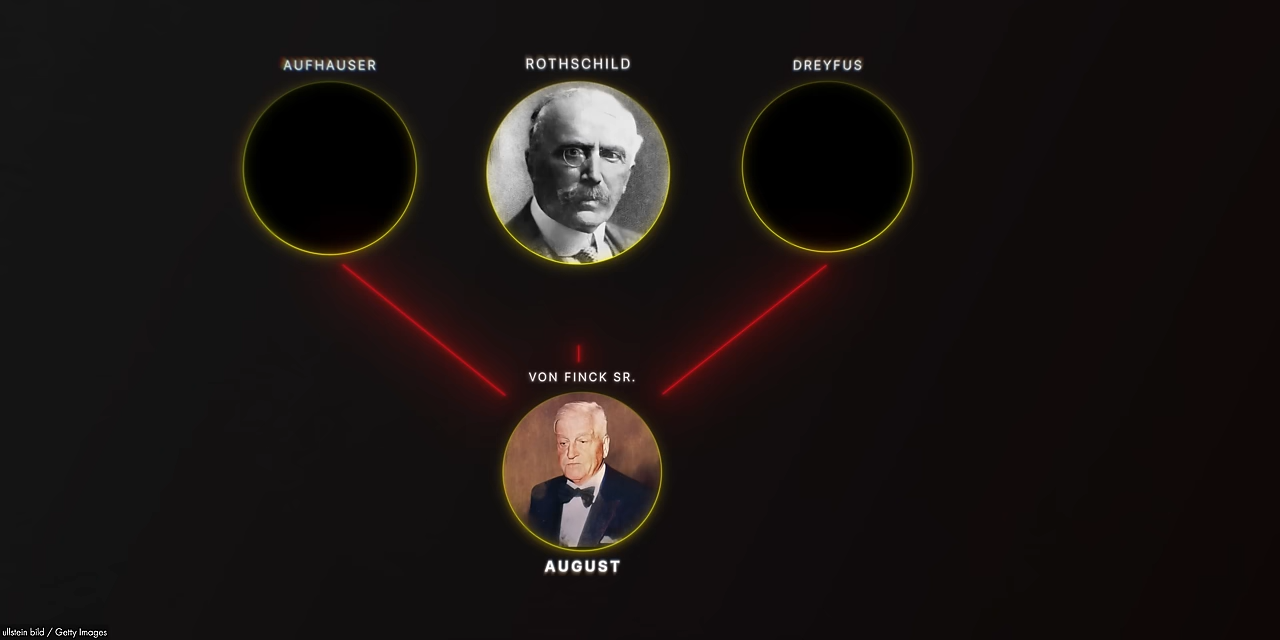 AUFHAUSER
ROTHSCHILD
DREYFUS
VON FINCK SR.
AUGUST
ullstein bild / Getty Images